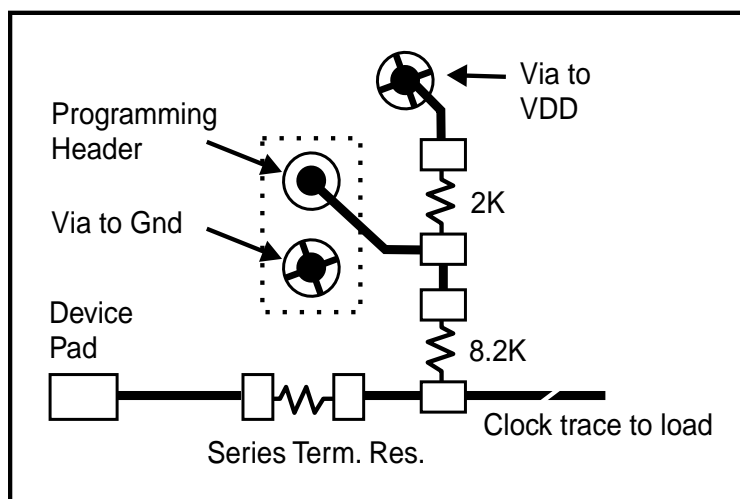 Via to
VDD
Programming
Header
2K
Via to Gnd
Device
Pad
8.2K
Clock trace to load
Series Term. Res.